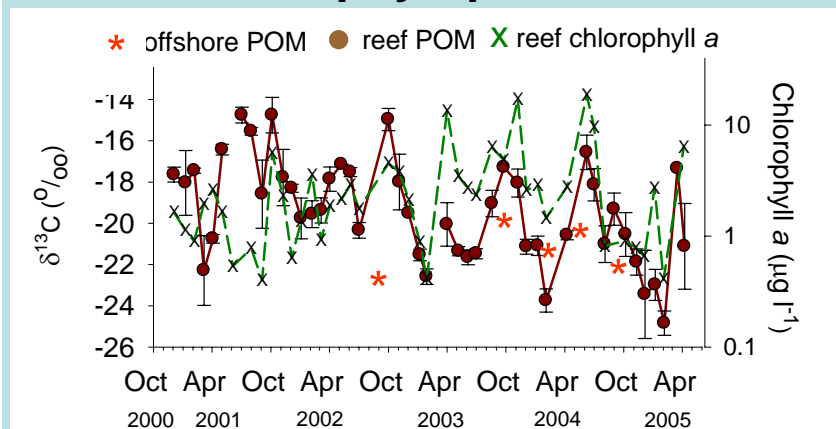 * offshore POM ● reef POM X reef chlorophyll a
-14
-16
-18
-20
-22
-24
-26
δ13C (O/oo)
10
1
0.1
Chlorophyll a (μg l-1)
Oct Apr Oct Apr Oct Apr Oct Apr Oct Apr
2000 2001 2002 2003 2004 2005